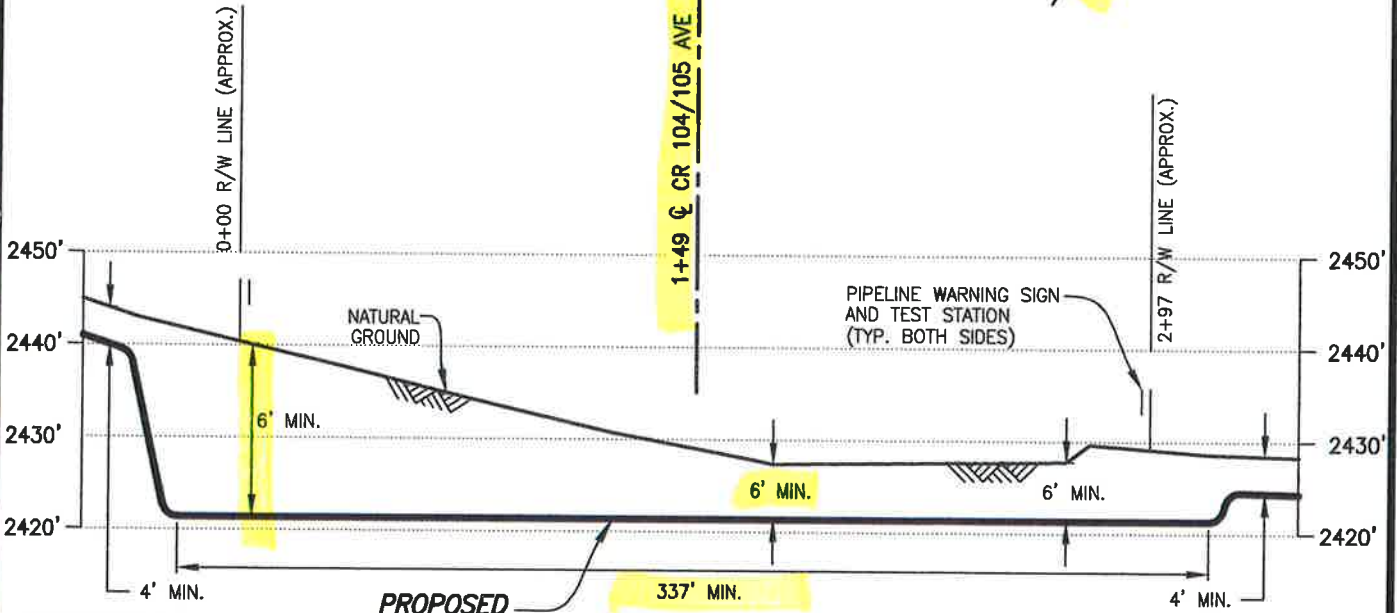 0+00 R/W LINE (APPROX.)
1+49 ℄ CR 104/105 AVE
2+97 R/W LINE (APPROX.)
2450'
2450'
PIPELINE WARNING SIGN
AND TEST STATION
(TYP. BOTH SIDES)
NATURAL
GROUND
2440'
2440'
6' MIN.
2430'
2430'
6' MIN.
6' MIN.
2420'
2420'
4' MIN.
337' MIN.
4' MIN.
PROPOSED